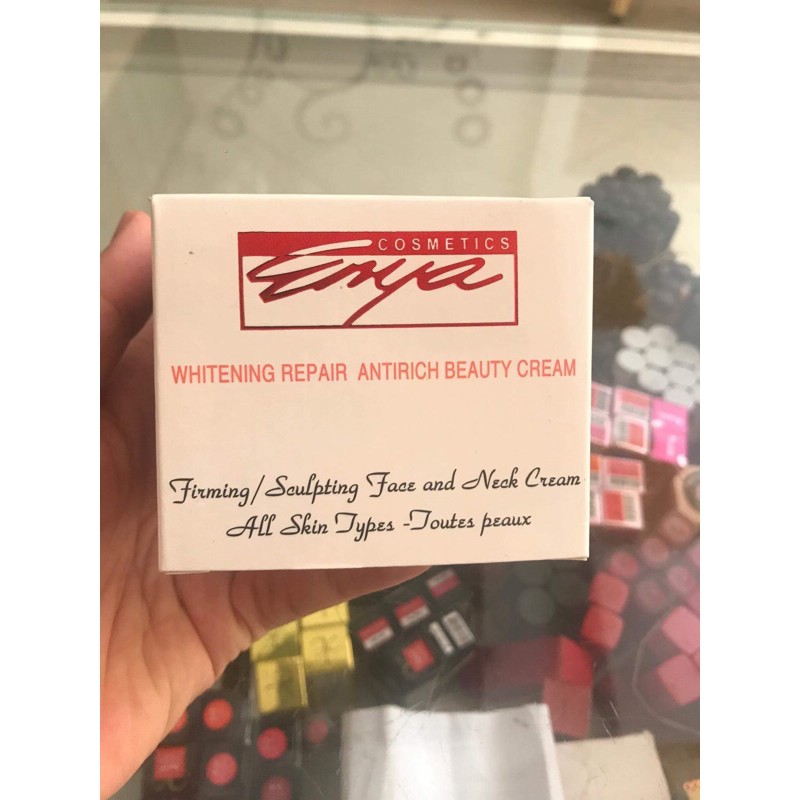 COSMETICS
Enya
WHITENING REPAIR ANTIRICH BEAUTY CREAM
Firming/Sculpting Face and Neck Cream
All Skin Types -Toutes peaux